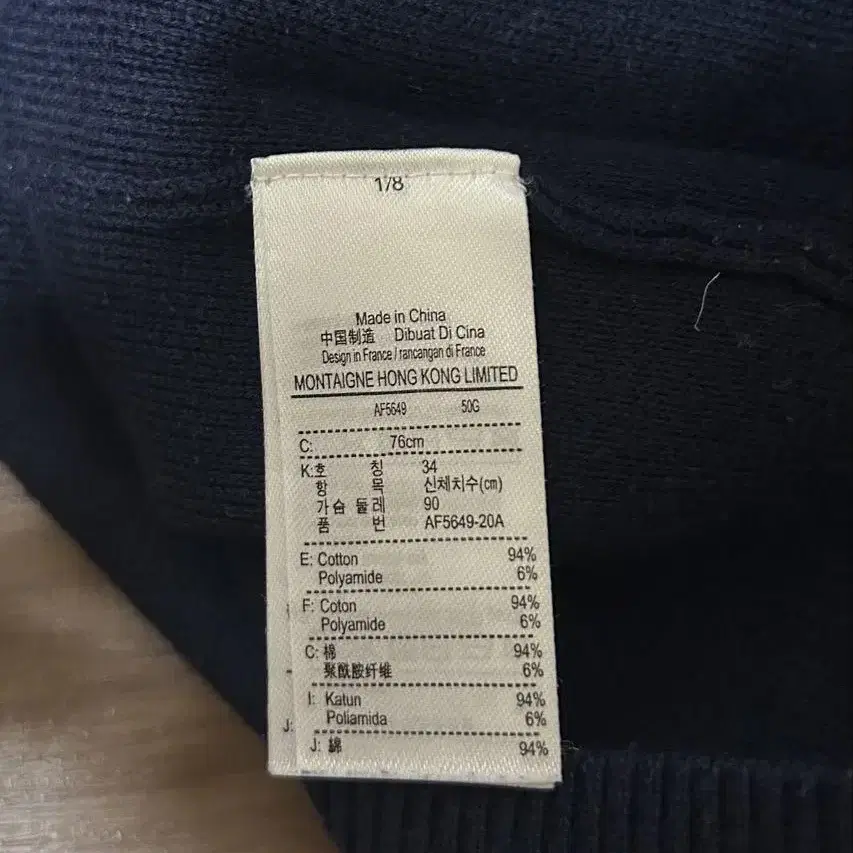 1/8
Made in China
中国制造 Dibuat Di Cina
Design in France / rancangan di France
MONTAIGNE HONG KONG LIMITED
AF5649 50G
C: 76cm
K:호 칭 34
항 목 신체치수(cm)
가슴 둘레 90
품 번 AF5649-20A
E: Cotton 94%
Polyamide 6%
F: Coton 94%
Polyamide 6%
C: 棉 94%
聚酰胺纤维 6%
I: Katun 94%
Poliamida 6%
J: 綿 94%
J: